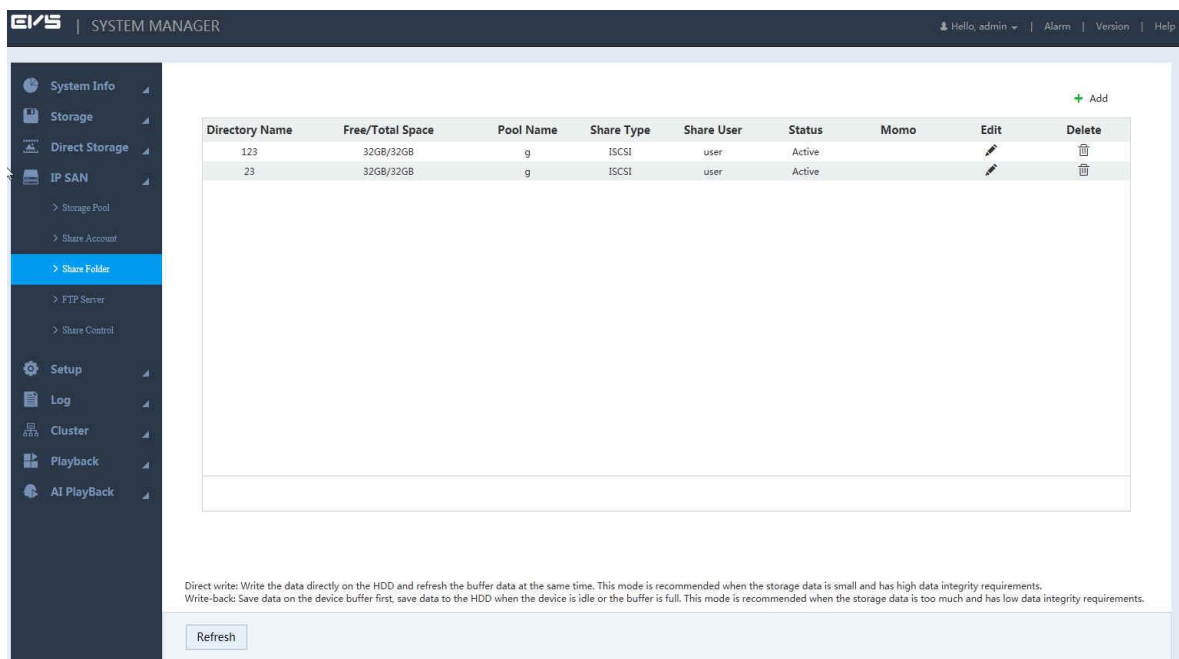 EVS | SYSTEM MANAGER
Hello, admin | Alarm | Version | Help
System Info
Storage
Direct Storage
IP SAN
> Storage Pool
> Share Account
> Share Folder
> FTP Server
> Share Control
Setup
Log
Cluster
Playback
AI PlayBack
+ Add
Directory Name Free/Total Space Pool Name Share Type Share User Status Momo Edit Delete
123 32GB/32GB g ISCSI user Active
23 32GB/32GB g ISCSI user Active
Direct write: Write the data directly on the HDD and refresh the buffer data at the same time. This mode is recommended when the storage data is small and has high data integrity requirements.
Write-back: Save data on the device buffer first, save data to the HDD when the device is idle or the buffer is full. This mode is recommended when the storage data is too much and has low data integrity requirements.
Refresh